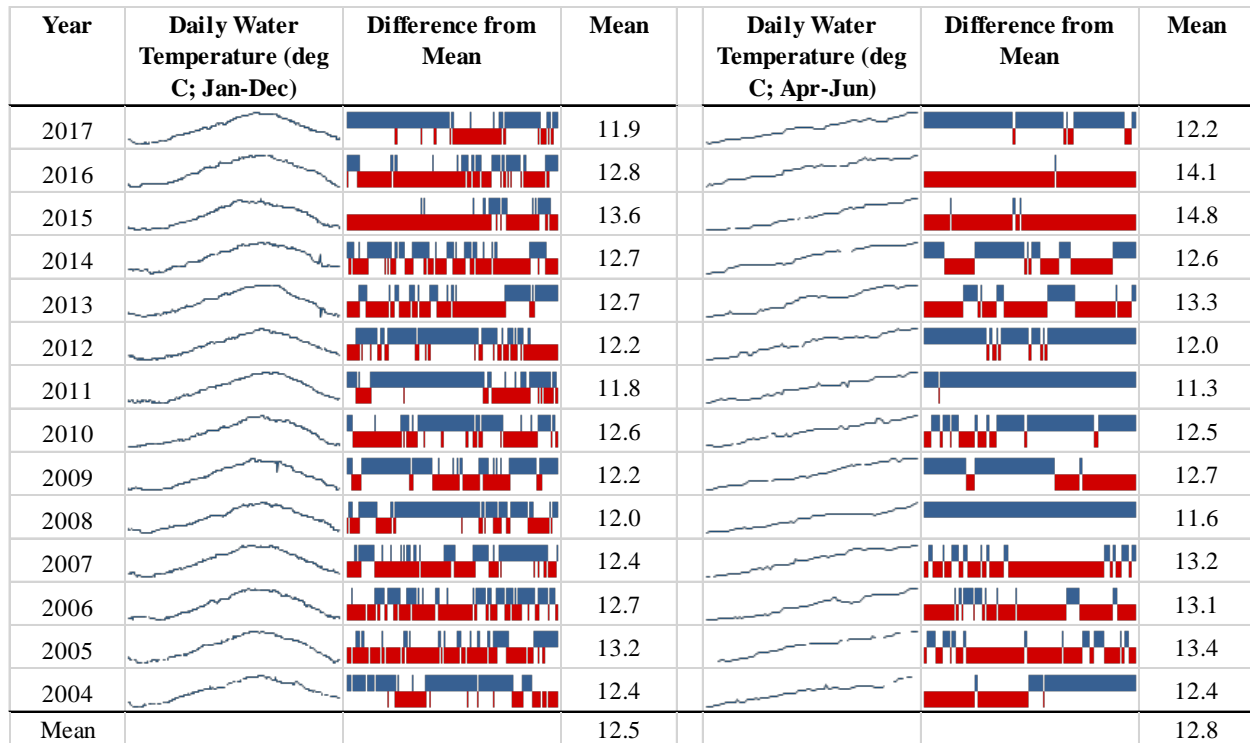 Year Daily Water Temperature (deg C; Jan-Dec) Difference from Mean Mean Daily Water Temperature (deg C; Apr-Jun) Difference from Mean Mean
2017 11.9 12.2
2016 12.8 14.1
2015 13.6 14.8
2014 12.7 12.6
2013 12.7 13.3
2012 12.2 12.0
2011 11.8 11.3
2010 12.6 12.5
2009 12.2 12.7
2008 12.0 11.6
2007 12.4 13.2
2006 12.7 13.1
2005 13.2 13.4
2004 12.4 12.4
Mean 12.5 12.8